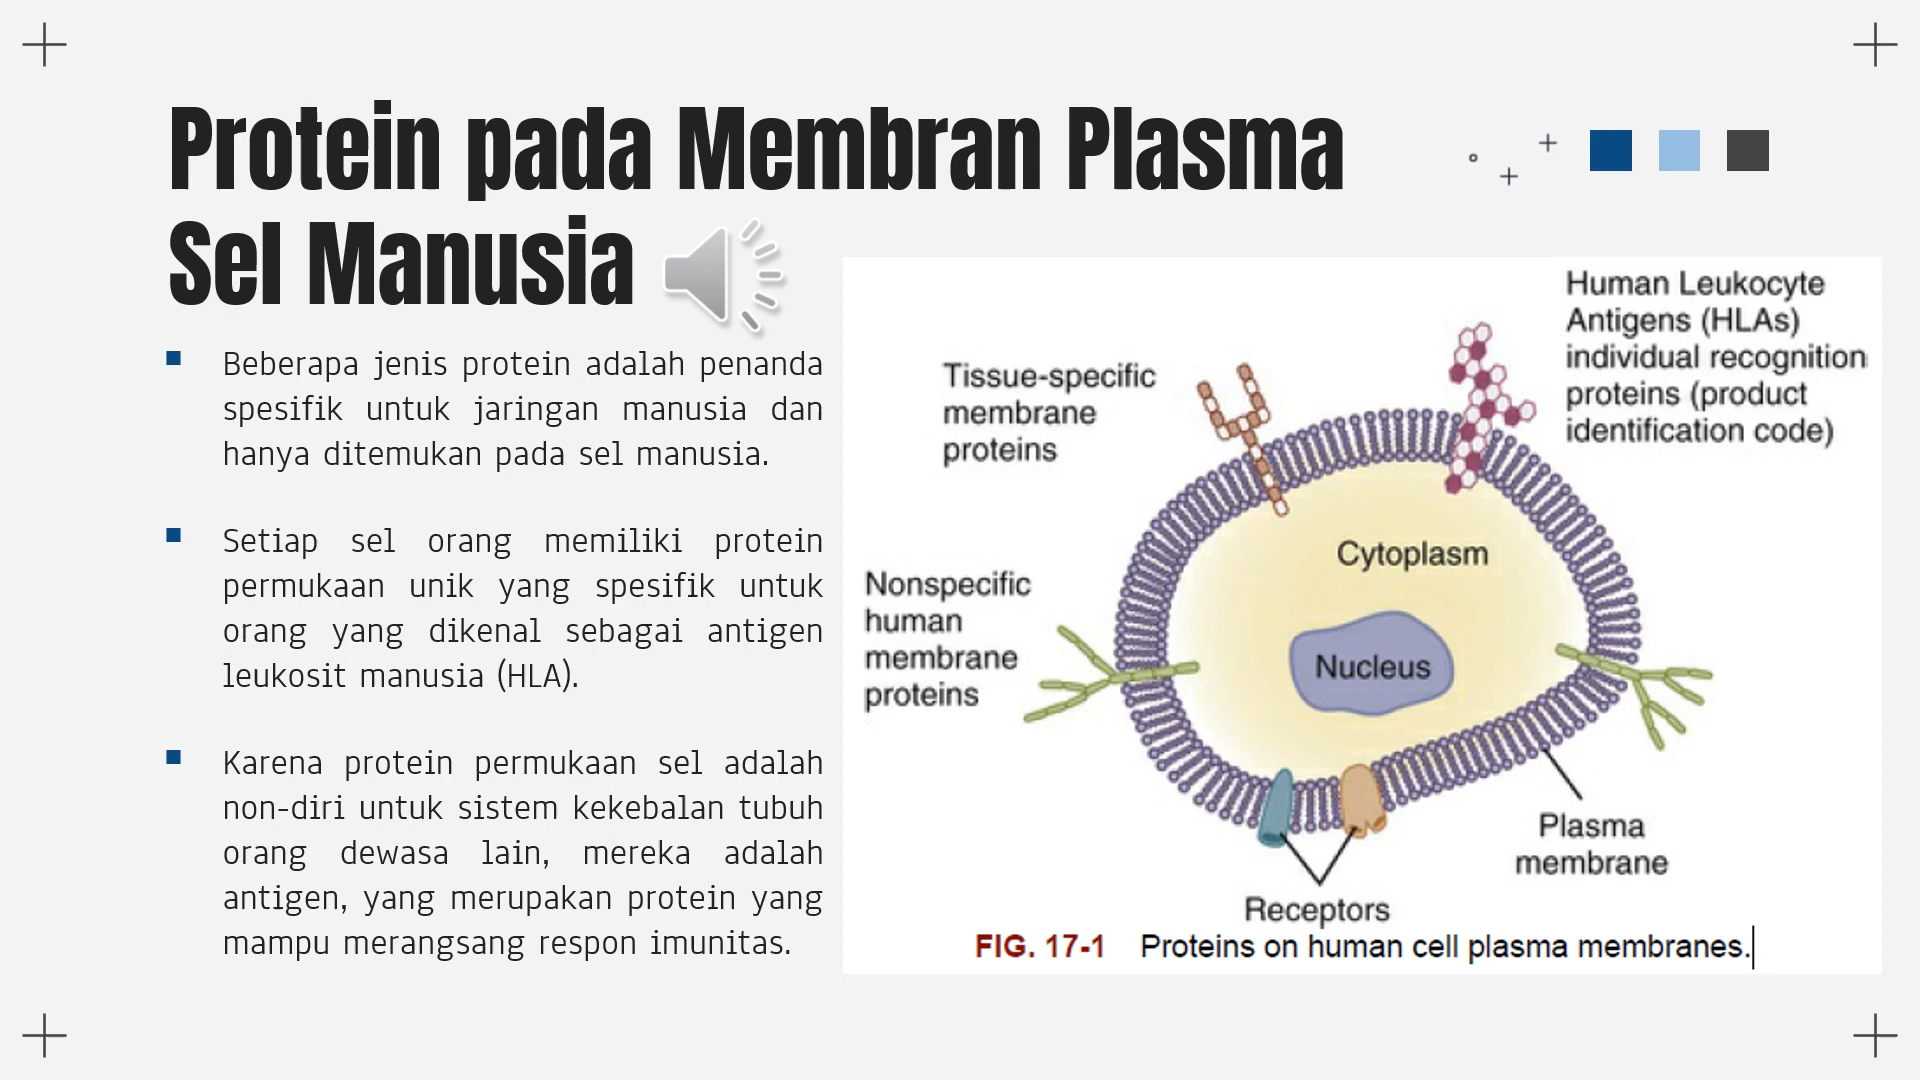 Protein pada Membran Plasma
Sel Manusia
Beberapa jenis protein adalah penanda
spesifik untuk jaringan manusia dan
hanya ditemukan pada sel manusia.
Setiap sel orang memiliki protein
permukaan unik yang spesifik untuk
orang yang dikenal sebagai antigen
leukosit manusia (HLA).
Karena protein permukaan sel adalah
non-diri untuk sistem kekebalan tubuh
orang dewasa lain, mereka adalah
antigen, yang merupakan protein yang
mampu merangsang respon imunitas.
Human Leukocyte
Antigens (HLAs)
individual recognition
proteins (product
identification code)
Tissue-specific
membrane
proteins
Cytoplasm
Nonspecific
human
membrane
proteins
Nucleus
Plasma
membrane
Receptors
FIG. 17-1 Proteins on human cell plasma membranes.